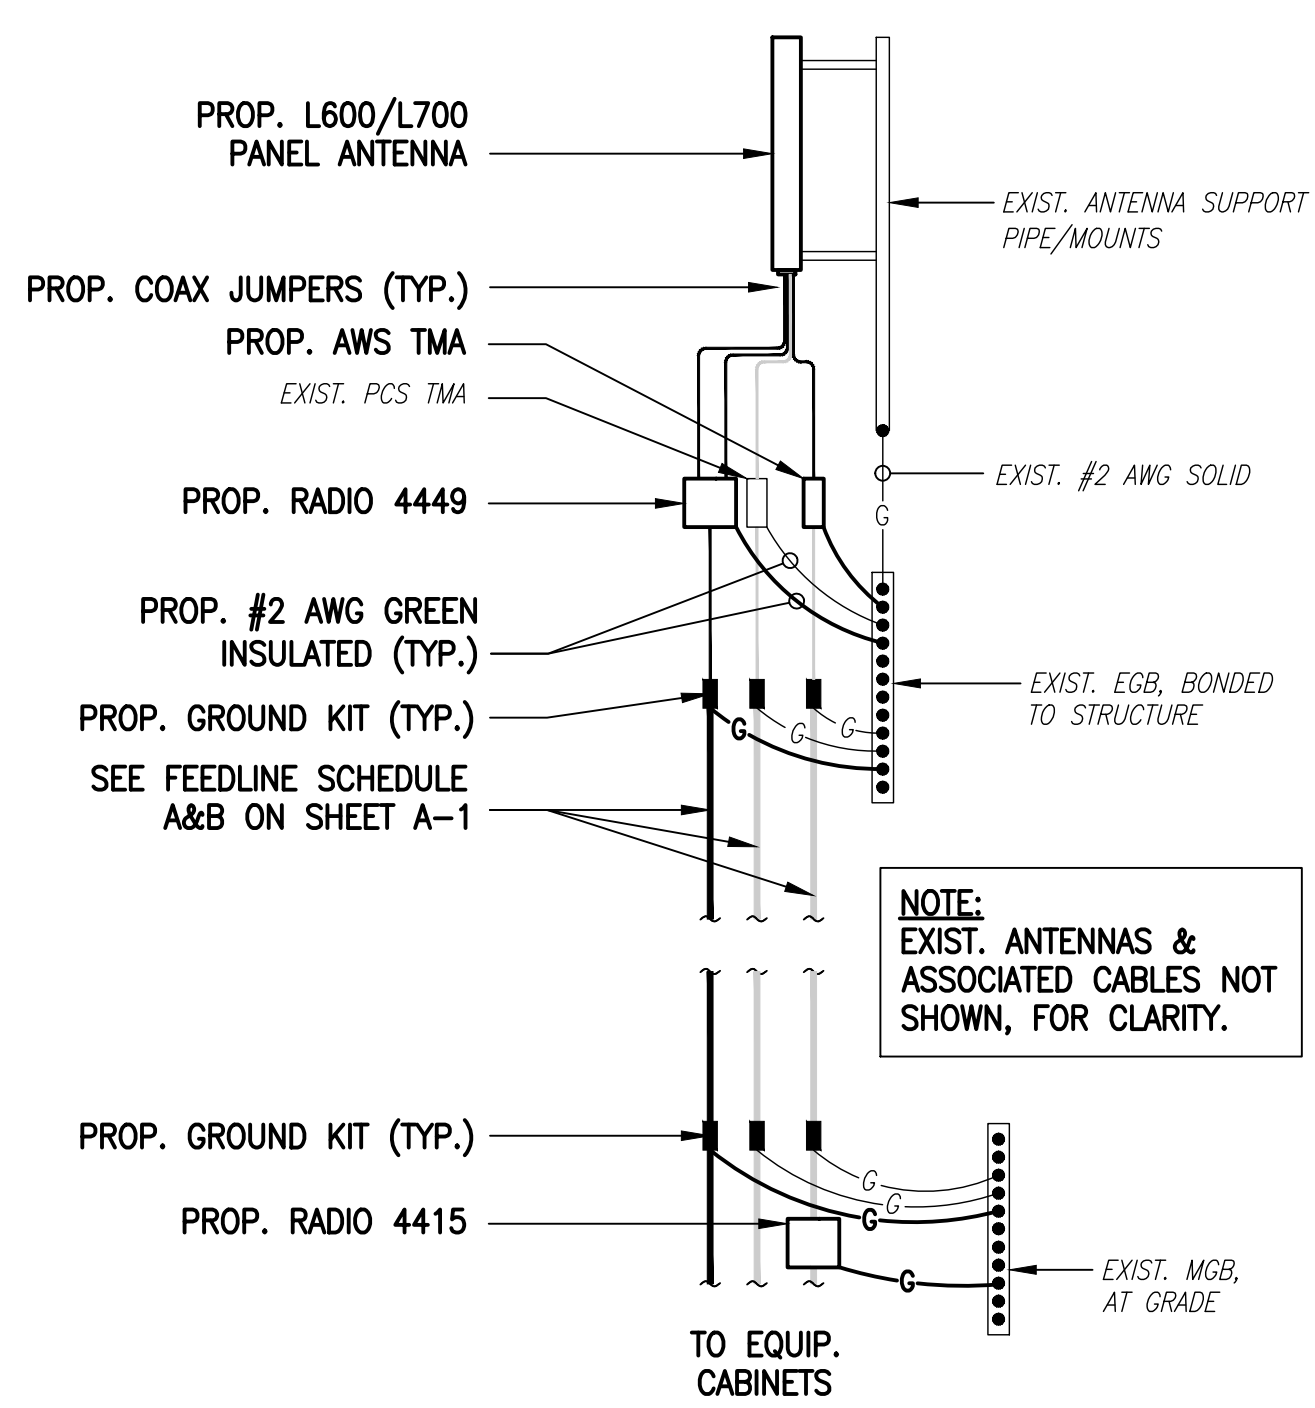 PROP. L600/L700
PANEL ANTENNA
EXIST. ANTENNA SUPPORT
PIPE/MOUNTS
PROP. COAX JUMPERS (TYP.)
PROP. AWS TMA
EXIST. PCS TMA
EXIST. #2 AWG SOLID
PROP. RADIO 4449
G
PROP. #2 AWG GREEN
INSULATED (TYP.)
EXIST. EGB, BONDED
TO STRUCTURE
PROP. GROUND KIT (TYP.)
G
G
G
SEE FEEDLINE SCHEDULE
A&B ON SHEET A-1
NOTE:
EXIST. ANTENNAS &
ASSOCIATED CABLES NOT
SHOWN, FOR CLARITY.
PROP. GROUND KIT (TYP.)
G
G
G
PROP. RADIO 4415
G
EXIST. MGB,
AT GRADE
TO EQUIP.
CABINETS